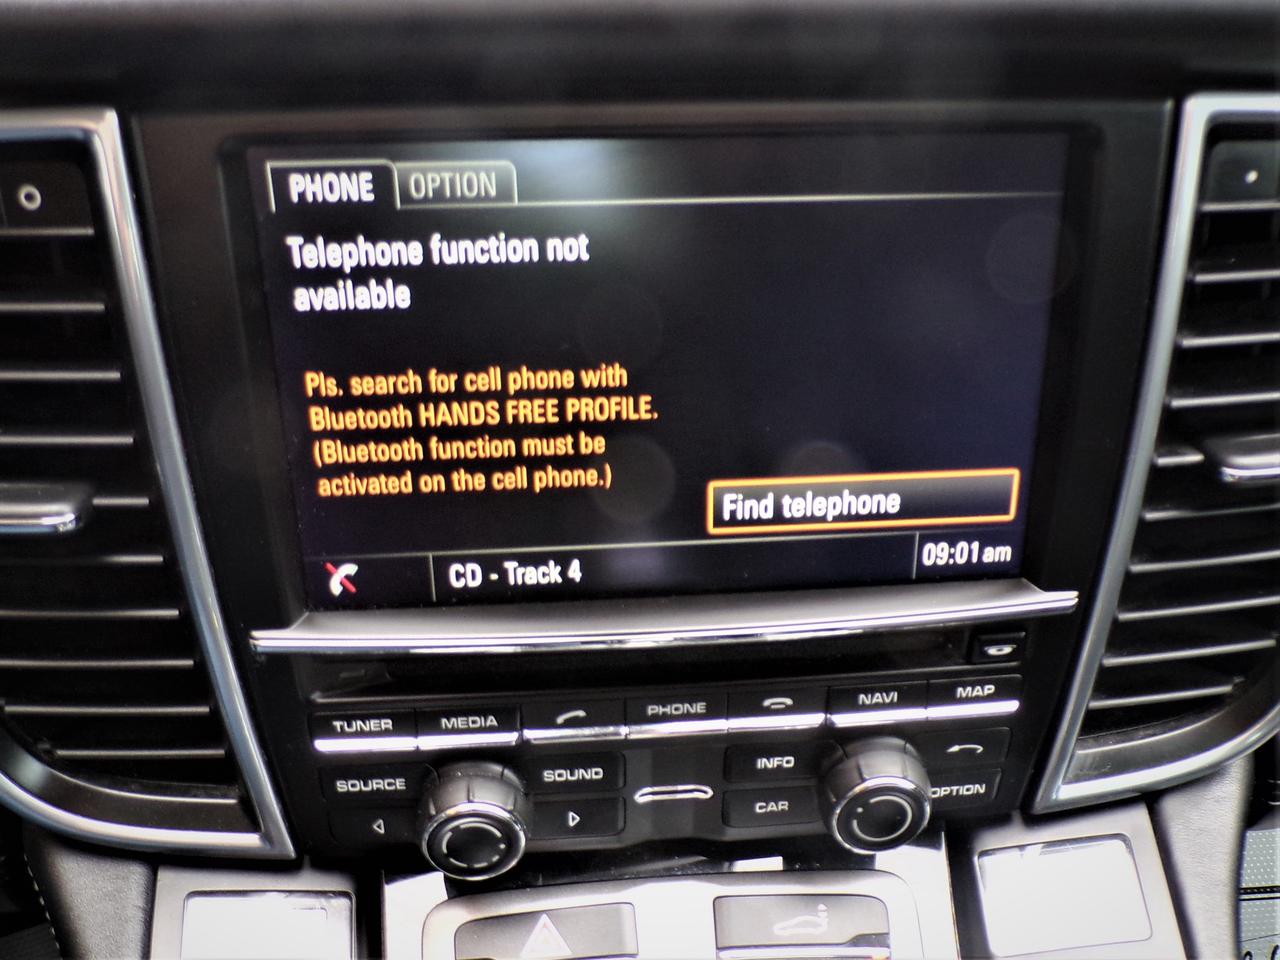 PHONE OPTION
Telephone function not
available
Pls. search for cell phone with
Bluetooth HANDS FREE PROFILE.
(Bluetooth function must be
activated on the cell phone.)
Find telephone
CD - Track 4
09:01 am
TUNER MEDIA PHONE NAVI MAP
SOURCE SOUND INFO
CAR OPTION